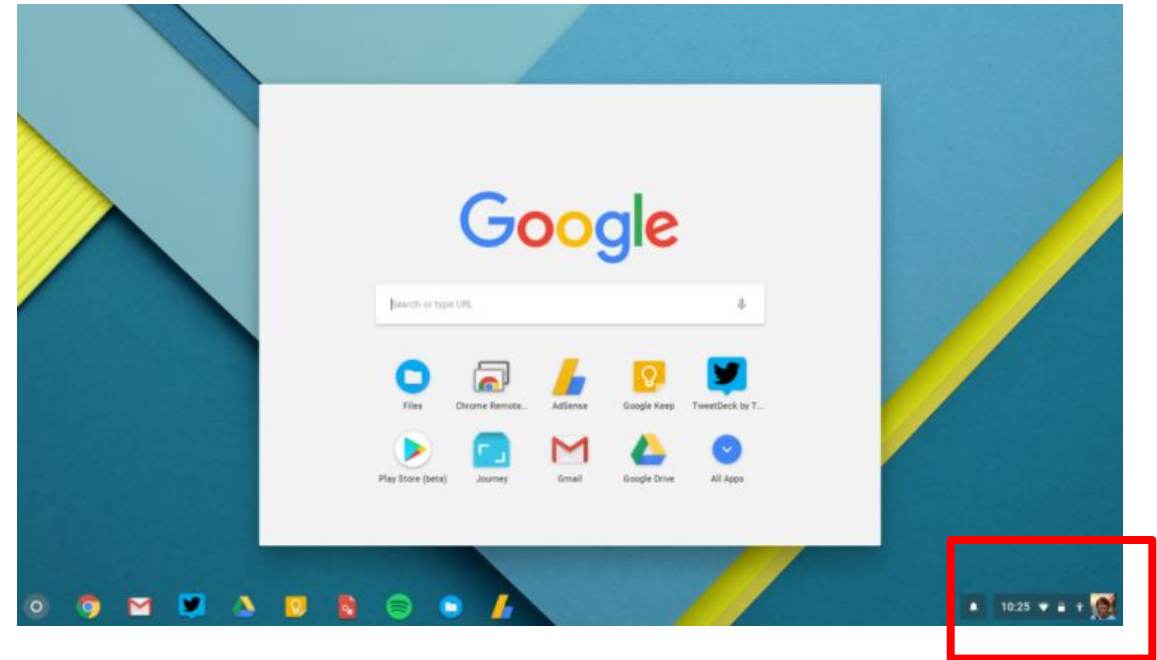 Google
Search or type URL
Files
Chrome Remote...
AdSense
Google Keep
TweetDeck by T...
Play Store (beta)
Journey
Gmail
Google Drive
All Apps
10:25